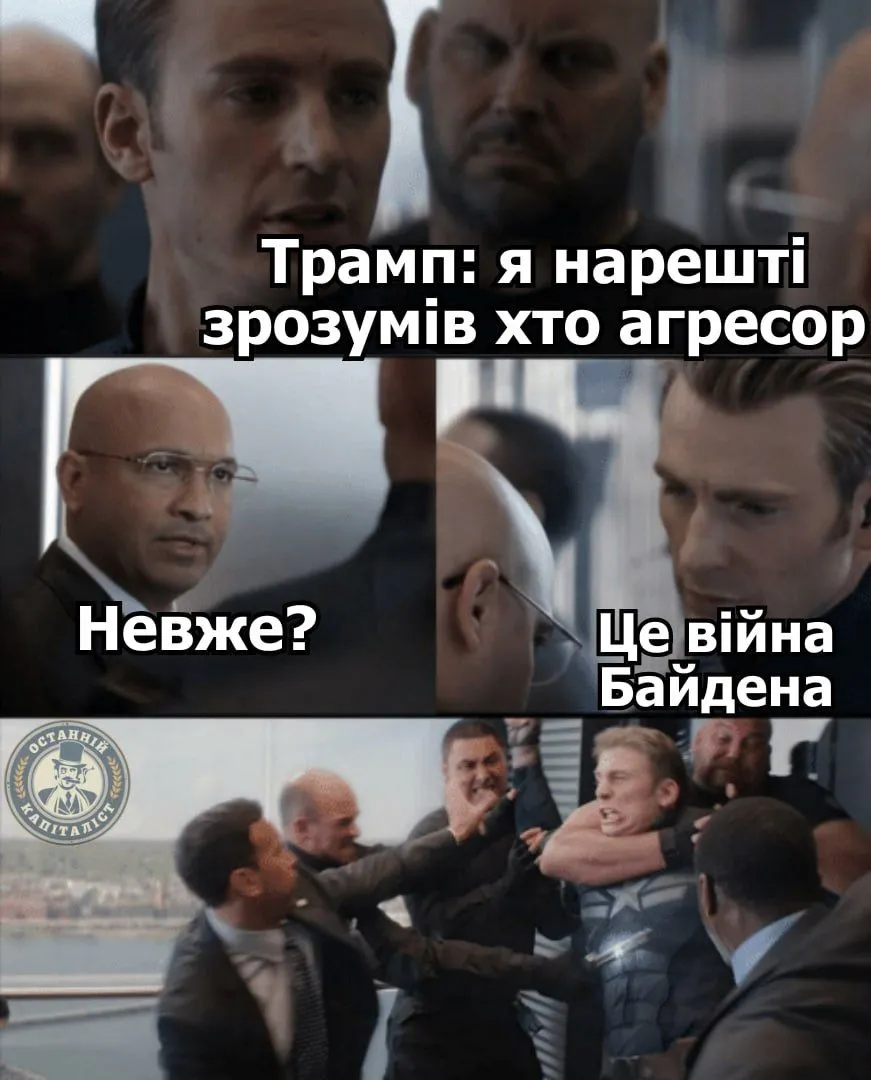 Трамп: я нарешті
зрозумів хто агресор
Невже?
Це війна
Байдена
ОСТАННІЙ
КАПІТАЛІСТ